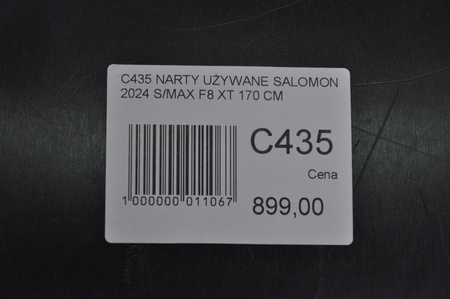 C435 NARTY UŻYWANE SALOMON
2024 S/MAX F8 XT 170 CM
C435
Cena
1 000000 011067
899,00